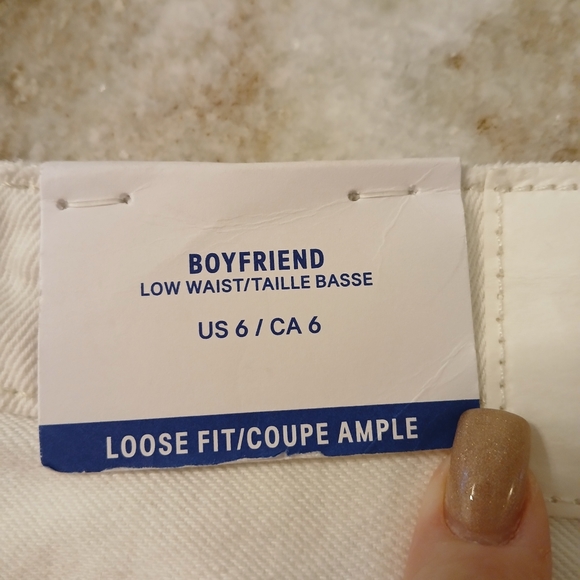 BOYFRIEND
LOW WAIST/TAILLE BASSE
US 6 / CA 6
LOOSE FIT/COUPE AMPLE